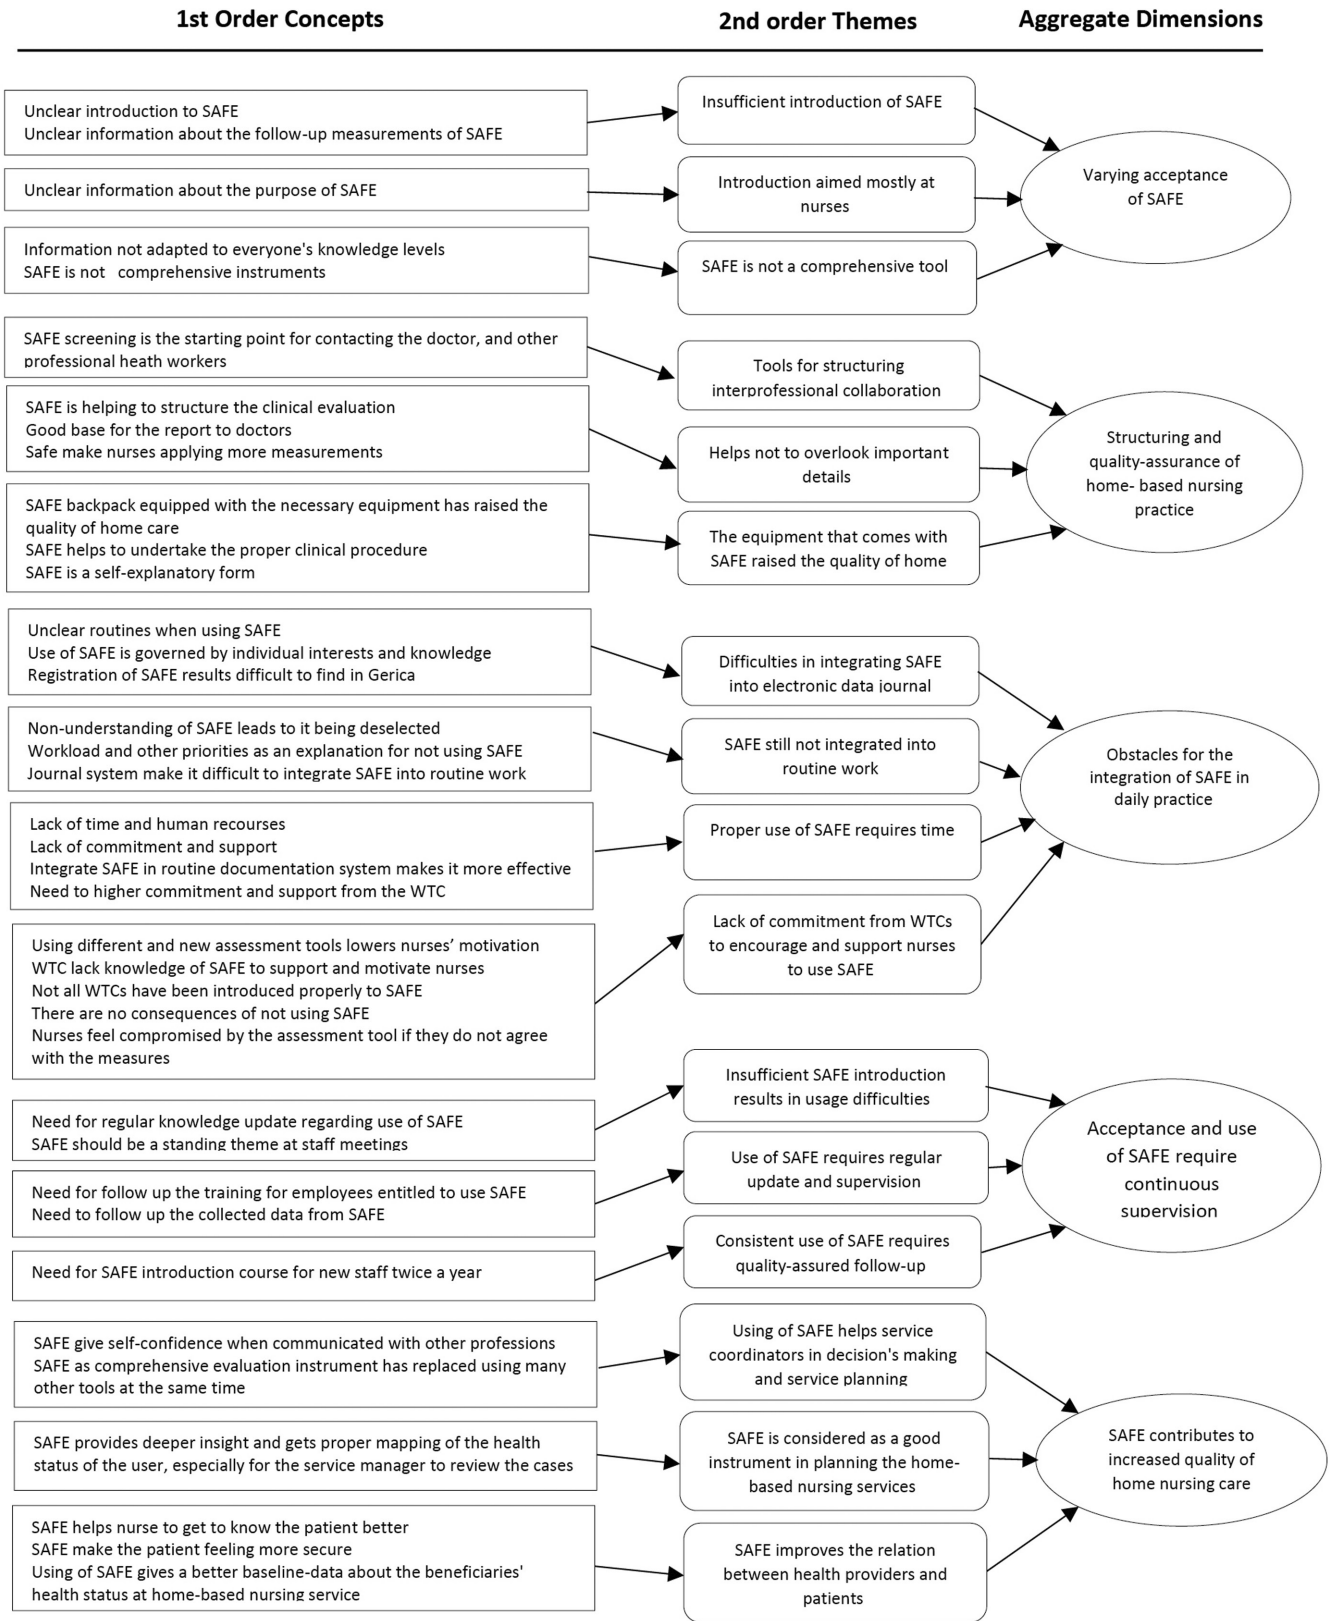 1st Order Concepts
2nd order Themes
Aggregate Dimensions
Unclear introduction to SAFE
Unclear information about the follow-up measurements of SAFE
Insufficient introduction of SAFE
Unclear information about the purpose of SAFE
Introduction aimed mostly at
nurses
Information not adapted to everyone's knowledge levels
SAFE is not comprehensive instruments
SAFE is not a comprehensive tool
Varying acceptance
of SAFE
SAFE screening is the starting point for contacting the doctor, and other
professional heath workers
Tools for structuring
interprofessional collaboration
SAFE is helping to structure the clinical evaluation
Good base for the report to doctors
Safe make nurses applying more measurements
Helps not to overlook important
details
SAFE backpack equipped with the necessary equipment has raised the
quality of home care
SAFE helps to undertake the proper clinical procedure
SAFE is a self-explanatory form
The equipment that comes with
SAFE raised the quality of home
Structuring and
quality-assurance of
home- based nursing
practice
Unclear routines when using SAFE
Use of SAFE is governed by individual interests and knowledge
Registration of SAFE results difficult to find in Gerica
Difficulties in integrating SAFE
into electronic data journal
Non-understanding of SAFE leads to it being deselected
Workload and other priorities as an explanation for not using SAFE
Journal system make it difficult to integrate SAFE into routine work
SAFE still not integrated into
routine work
Lack of time and human recourses
Lack of commitment and support
Integrate SAFE in routine documentation system makes it more effective
Need to higher commitment and support from the WTC
Proper use of SAFE requires time
Using different and new assessment tools lowers nurses’ motivation
WTC lack knowledge of SAFE to support and motivate nurses
Not all WTCs have been introduced properly to SAFE
There are no consequences of not using SAFE
Nurses feel compromised by the assessment tool if they do not agree
with the measures
Lack of commitment from WTCs
to encourage and support nurses
to use SAFE
Obstacles for the
integration of SAFE in
daily practice
Need for regular knowledge update regarding use of SAFE
SAFE should be a standing theme at staff meetings
Insufficient SAFE introduction
results in usage difficulties
Need for follow up the training for employees entitled to use SAFE
Need to follow up the collected data from SAFE
Use of SAFE requires regular
update and supervision
Need for SAFE introduction course for new staff twice a year
Consistent use of SAFE requires
quality-assured follow-up
Acceptance and use
of SAFE require
continuous
supervision
SAFE give self-confidence when communicated with other professions
SAFE as comprehensive evaluation instrument has replaced using many
other tools at the same time
Using of SAFE helps service
coordinators in decision's making
and service planning
SAFE provides deeper insight and gets proper mapping of the health
status of the user, especially for the service manager to review the cases
SAFE is considered as a good
instrument in planning the home-
based nursing services
SAFE helps nurse to get to know the patient better
SAFE make the patient feeling more secure
Using of SAFE gives a better baseline-data about the beneficiaries'
health status at home-based nursing service
SAFE improves the relation
between health providers and
patients
SAFE contributes to
increased quality of
home nursing care